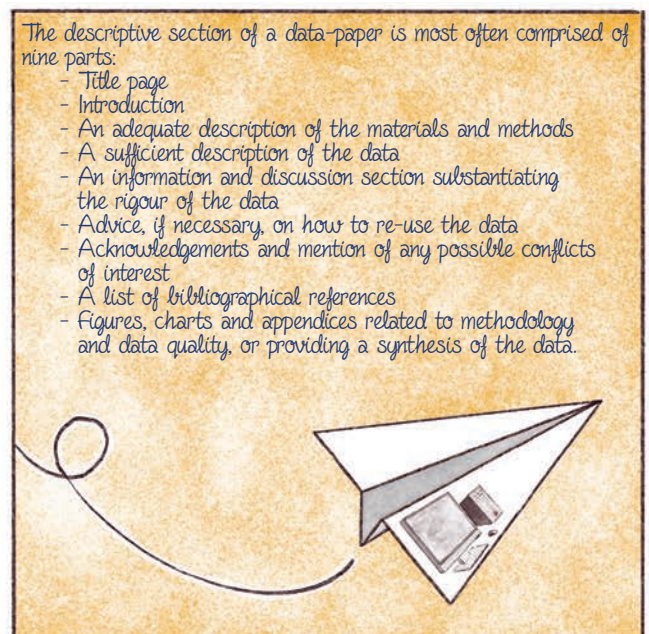 The descriptive section of a data-paper is most often comprised of
nine parts:
- Title page
- Introduction
- An adequate description of the materials and methods
- A sufficient description of the data
- An information and discussion section substantiating
the rigour of the data
- Advice, if necessary, on how to re-use the data
- Acknowledgements and mention of any possible conflicts
of interest
- A list of bibliographical references
- Figures, charts and appendices related to methodology
and data quality, or providing a synthesis of the data.